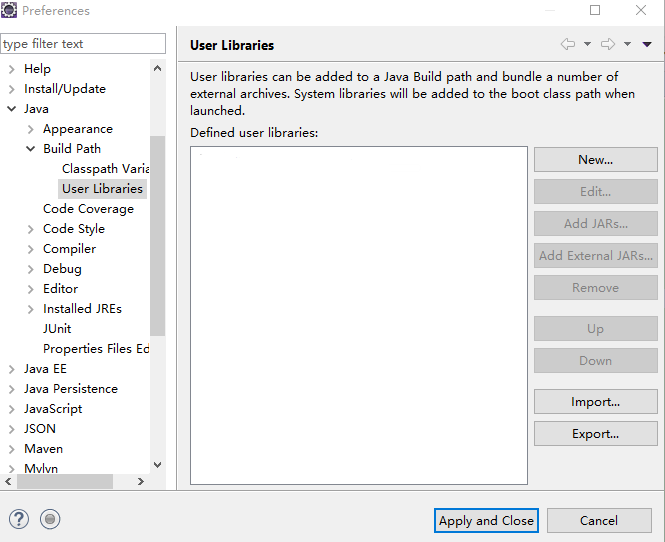 Preferences
type filter text
Help
Install/Update
Java
Appearance
Build Path
Classpath Varia
User Libraries
Code Coverage
Code Style
Compiler
Debug
Editor
Installed JREs
JUnit
Properties Files Ed
Java EE
Java Persistence
JavaScript
JSON
Maven
Mylyn
User Libraries
User libraries can be added to a Java Build path and bundle a number of
external archives. System libraries will be added to the boot class path when
launched.
Defined user libraries:
New...
Edit...
Add JARs...
Add External JARs...
Remove
Up
Down
Import...
Export...
?
Apply and Close
Cancel